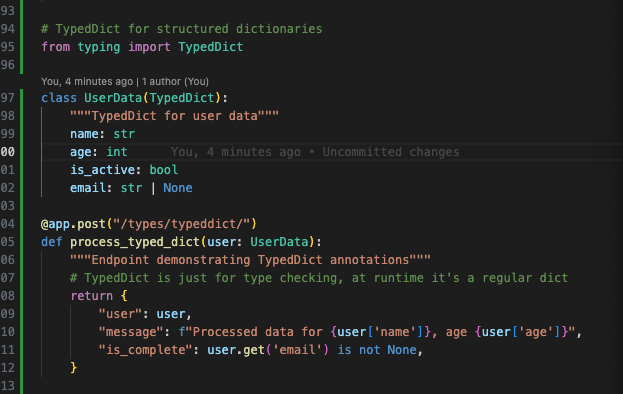 93
94 # TypedDict for structured dictionaries
95 from typing import TypedDict
96
You, 4 minutes ago | 1 author (You)
97 class UserData(TypedDict):
98 """TypedDict for user data"""
99 name: str
00 age: int You, 4 minutes ago • Uncommitted changes
01 is_active: bool
02 email: str | None
03
04 @app.post("/types/typeddict/")
05 def process_typed_dict(user: UserData):
06 """Endpoint demonstrating TypedDict annotations"""
07 # TypedDict is just for type checking, at runtime it's a regular dict
08 return {
09 "user": user,
10 "message": f"Processed data for {user['name']}, age {user['age']}",
11 "is_complete": user.get('email') is not None,
12 }
13